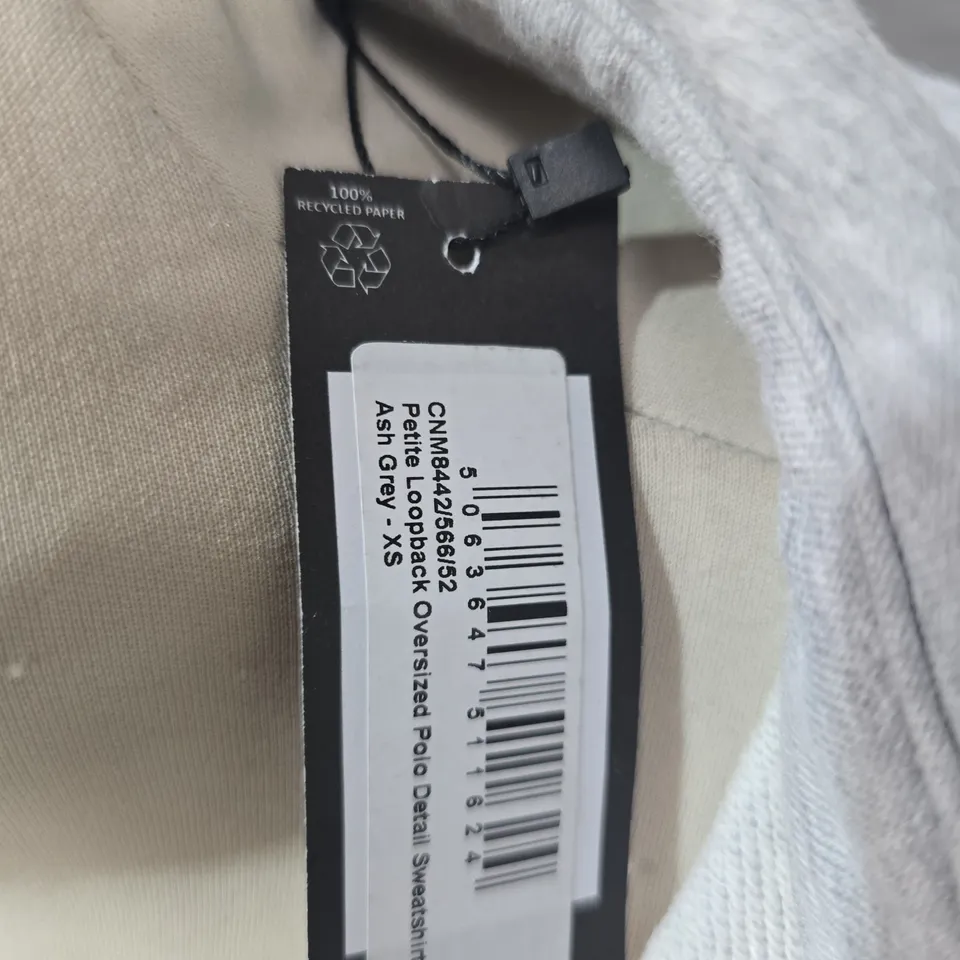 100%
RECYCLED PAPER
5 063647 511624
CNM8442/566/52
Petite Loopback Oversized Polo Detail Sweatshirt
Ash Grey - XS